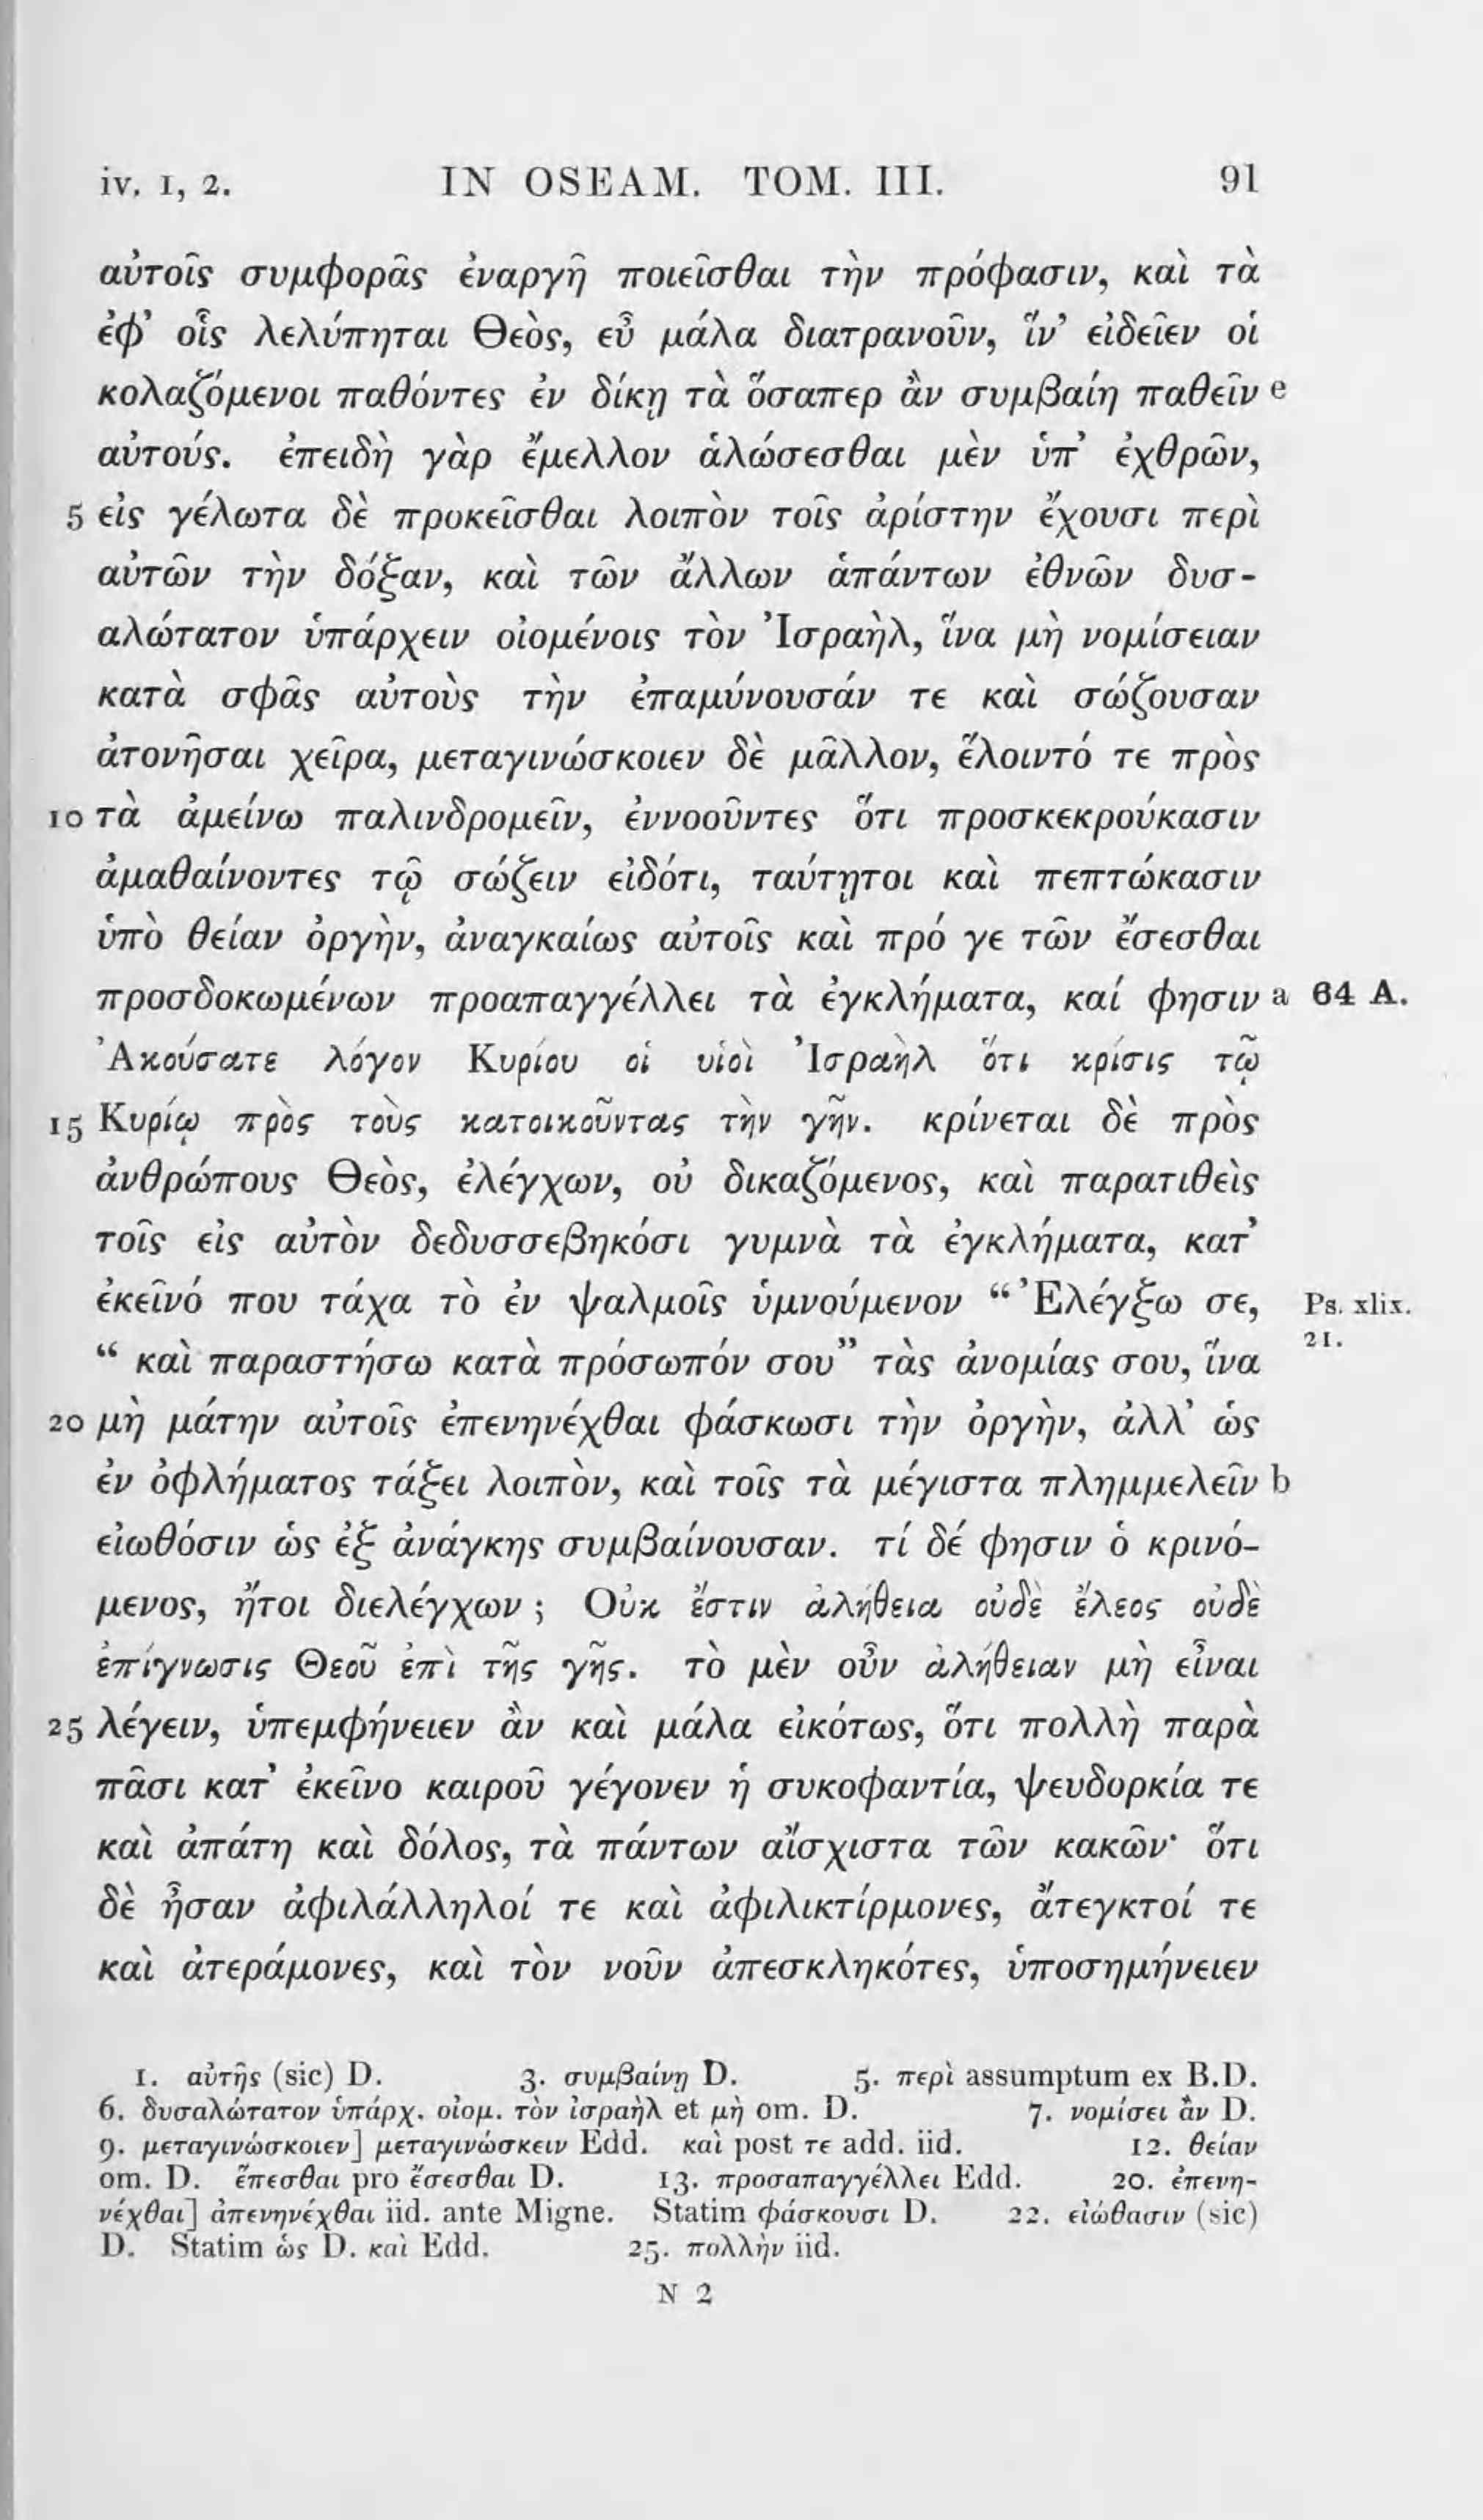 iv. 1, 2. IN OSEAM. TOM. III. 91
αὐτοῖς συμφορᾶς ἐναργῆ ποιεῖσθαι τὴν πρόφασιν, καὶ τὰ
ἐφ’ οἷς λελύπηται Θεὸς, εὖ μάλα διατρανοῦν, ἵν’ εἰδεῖεν οἱ
κολαζόμενοι παθόντες ἐν δίκῃ τὰ ὅσαπερ ἂν συμβαίη παθεῖν e
αὐτούς. ἐπειδὴ γὰρ ἔμελλον ἁλώσεσθαι μὲν ὑπ’ ἐχθρῶν,
5 εἰς γέλωτα δὲ προκεῖσθαι λοιπὸν τοῖς ἀρίστην ἔχουσι περὶ
αὐτῶν τὴν δόξαν, καὶ τῶν ἄλλων ἁπάντων ἐθνῶν δυσ-
αλώτατον ὑπάρχειν οἰομένοις τὸν Ἰσραὴλ, ἵνα μὴ νομίσειαν
κατὰ σφᾶς αὐτοὺς τὴν ἐπαμύνουσάν τε καὶ σώζουσαν
ἀτονῆσαι χεῖρα, μεταγινώσκοιεν δὲ μᾶλλον, ἕλοιντό τε πρὸς
10 τὰ ἀμείνω παλινδρομεῖν, ἐννοοῦντες ὅτι προσκεκρούκασιν
ἀμαθαίνοντες τῷ σώζειν εἰδότι, ταύτῃτοι καὶ πεπτώκασιν
ὑπὸ θείαν ὀργὴν, ἀναγκαίως αὐτοῖς καὶ πρό γε τῶν ἔσεσθαι
προσδοκωμένων προαπαγγέλλει τὰ ἐγκλήματα, καί φησιν a 64 A.
Ἀκούσατε λόγον Κυρίου οἱ υἱοὶ Ἰσραὴλ ὅτι κρίσις τῷ
15 Κυρίῳ πρὸς τοὺς κατοικοῦντας τὴν γῆν. κρίνεται δὲ πρὸς
ἀνθρώπους Θεὸς, ἐλέγχων, οὐ δικαζόμενος, καὶ παρατιθεὶς
τοῖς εἰς αὐτὸν δεδυσσεβηκόσι γυμνὰ τὰ ἐγκλήματα, κατ’
ἐκεῖνό που τάχα τὸ ἐν ψαλμοῖς ὑμνούμενον “Ἐλέγξω σε, Ps. xlix.
“ καὶ παραστήσω κατὰ πρόσωπόν σου” τὰς ἀνομίας σου, ἵνα 21.
20 μὴ μάτην αὐτοῖς ἐπενηνέχθαι φάσκωσι τὴν ὀργὴν, ἀλλ’ ὡς
ἐν ὀφλήματος τάξει λοιπὸν, καὶ τοῖς τὰ μέγιστα πλημμελεῖν b
εἰωθόσιν ὡς ἐξ ἀνάγκης συμβαίνουσαν. τί δέ φησιν ὁ κρινό-
μενος, ἤτοι διελέγχων ; Οὐκ ἔστιν ἀλήθεια οὐδὲ ἔλεος οὐδὲ
ἐπίγνωσις Θεοῦ ἐπὶ τῆς γῆς. τὸ μὲν οὖν ἀλήθειαν μὴ εἶναι
25 λέγειν, ὑπεμφήνειεν ἂν καὶ μάλα εἰκότως, ὅτι πολλὴ παρὰ
πᾶσι κατ’ ἐκεῖνο καιροῦ γέγονεν ἡ συκοφαντία, ψευδορκία τε
καὶ ἀπάτη καὶ δόλος, τὰ πάντων αἴσχιστα τῶν κακῶν· ὅτι
δὲ ἦσαν ἀφιλάλληλοί τε καὶ ἀφιλικτίρμονες, ἄτεγκτοί τε
καὶ ἀτεράμονες, καὶ τὸν νοῦν ἀπεσκληκότες, ὑποσημήνειεν
1. αὐτῆς (sic) D. 3. συμβαίνῃ D. 5. περὶ assumptum ex B.D.
6. δυσαλώτατον ὑπάρχ. οἰομ. τὸν ἰσραὴλ et μὴ om. D. 7. νομίσει ἂν D.
9. μεταγινώσκοιεν] μεταγινώσκειν Edd. καὶ post τε add. iid. 12. θείαν
om. D. ἕπεσθαι pro ἔσεσθαι D. 13. προσαπαγγέλλει Edd. 20. ἐπενη-
νέχθαι] ἀπενηνέχθαι iid. ante Migne. Statim φάσκουσι D. 22. εἰώθασιν (sic)
D. Statim ὡς D. καὶ Edd. 25. πολλὴν iid.
N 2